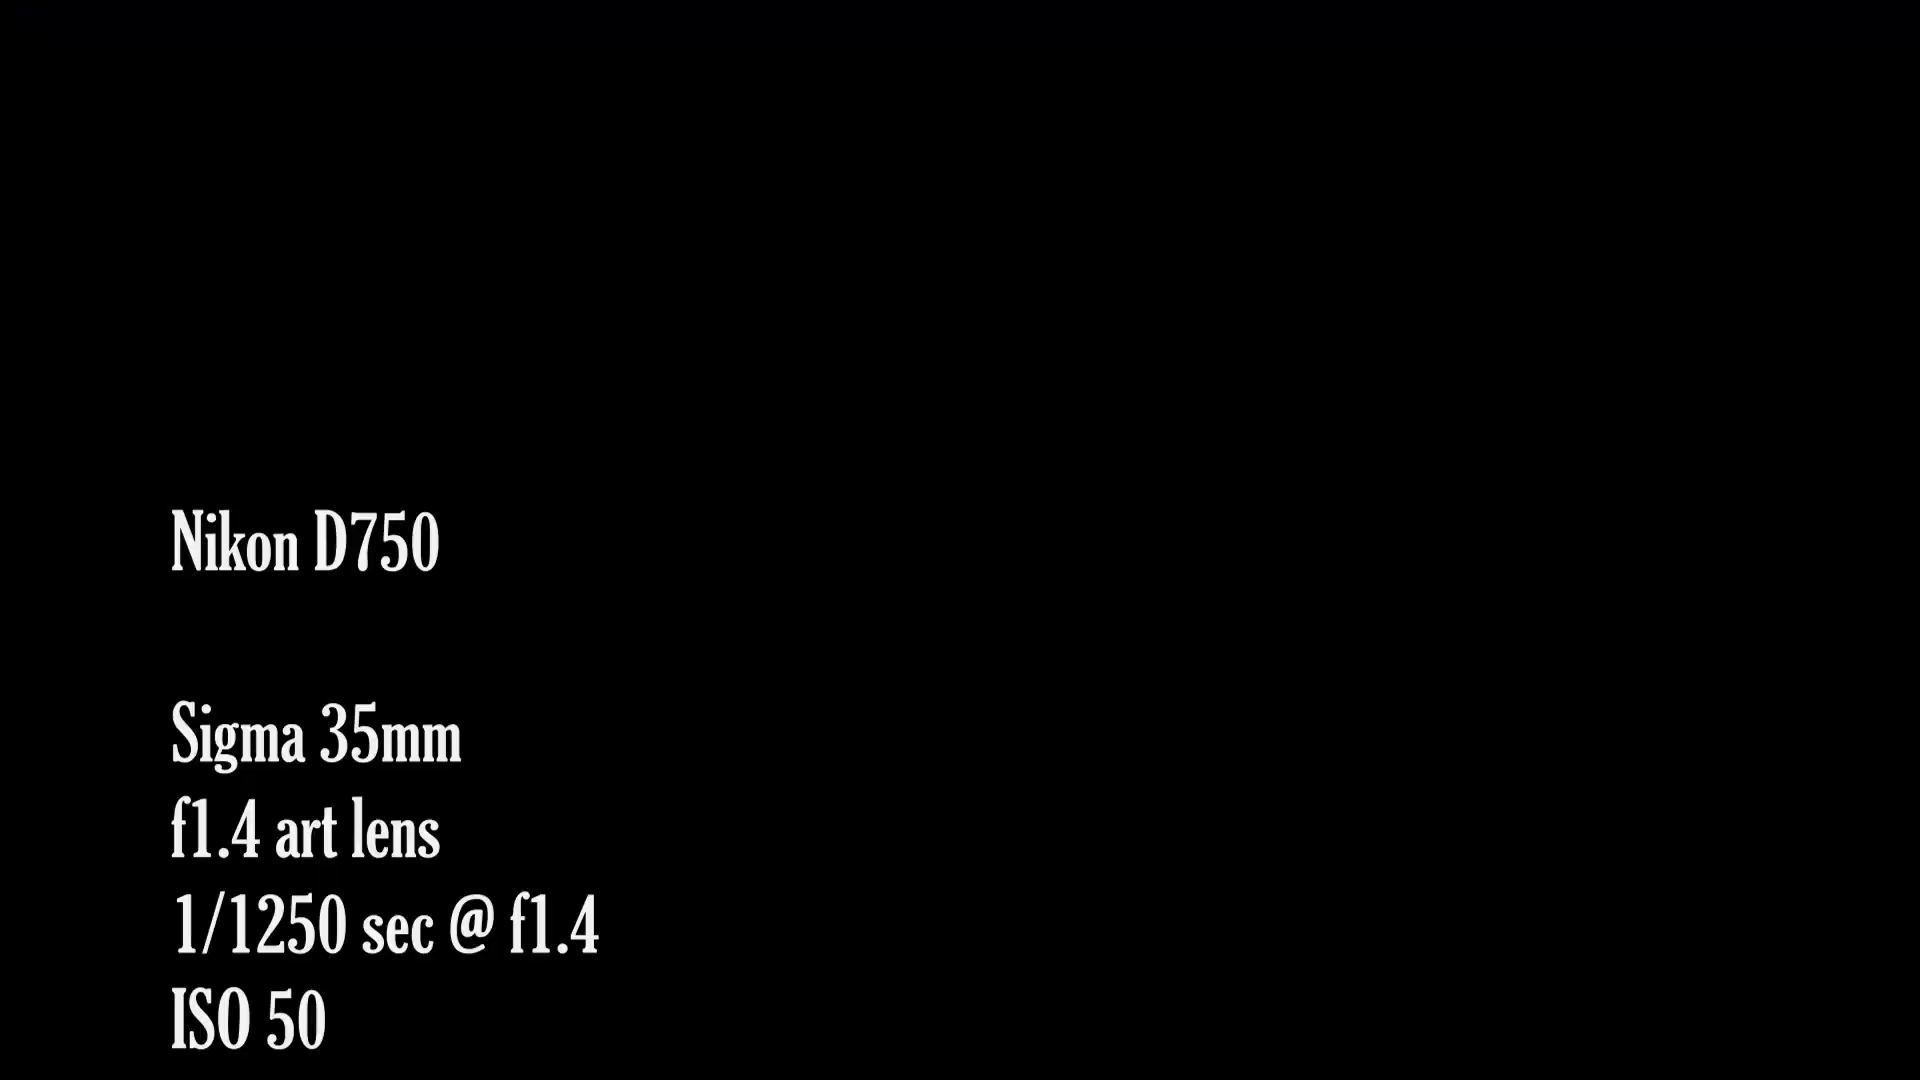 Nikon D750
Sigma 35mm
f1.4 art lens
1/1250 sec @ f1.4
ISO 50